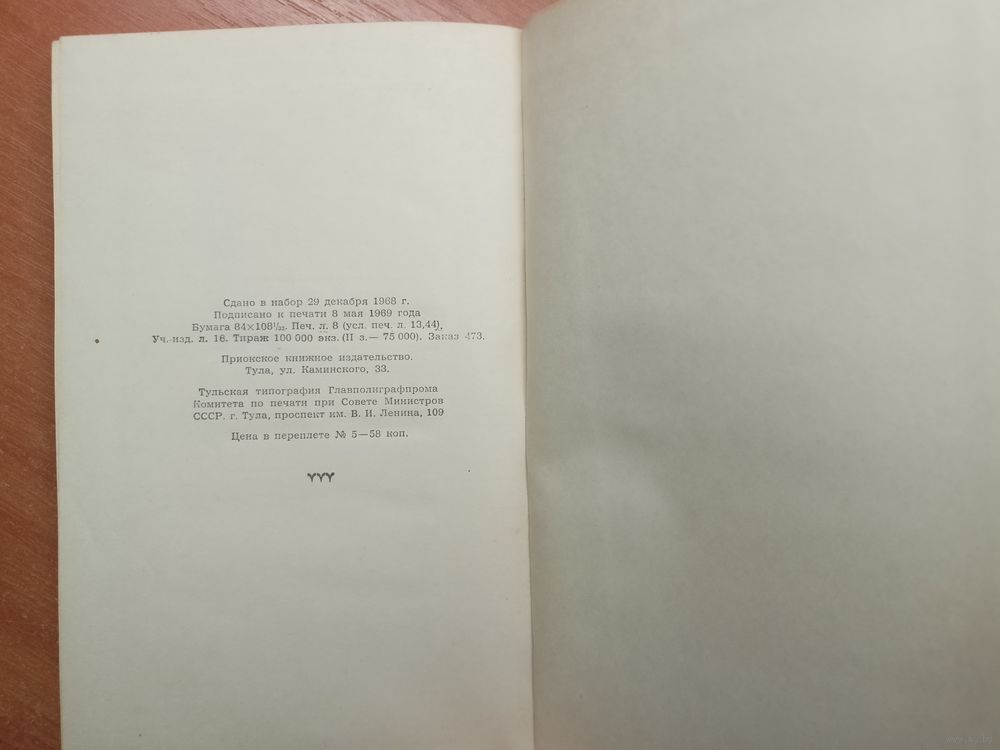 Сдано в набор 29 декабря 1968 г.
Подписано к печати 8 мая 1969 года
Бумага 84×108¹/₃₂. Печ. л. 8 (усл. печ. л. 13,44),
Уч.-изд. л. 16. Тираж 100 000 экз. (II з.— 75 000). Заказ 473.
Приокское книжное издательство.
Тула, ул. Каминского, 33.
Тульская типография Главполиграфпрома
Комитета по печати при Совете Министров
СССР. г. Тула, проспект им. В. И. Ленина, 109
Цена в переплете № 5—58 коп.